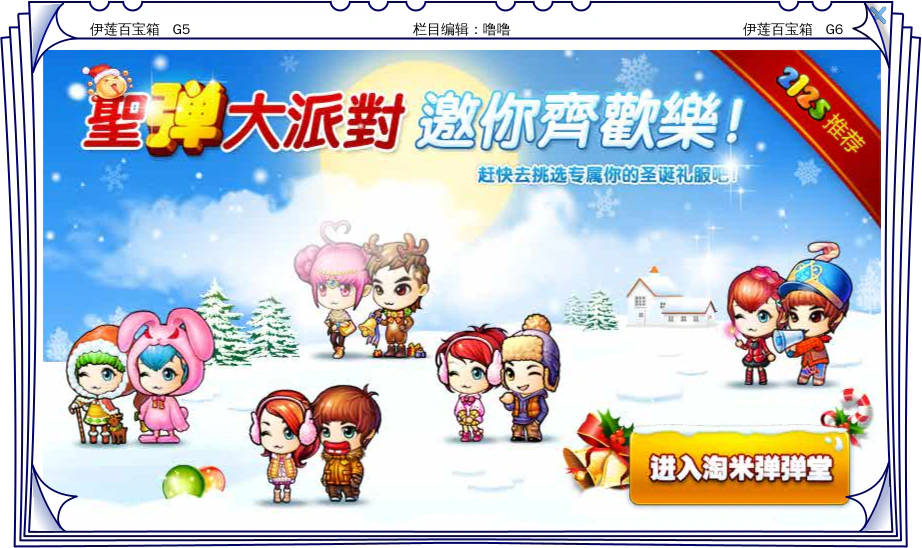 伊莲百宝箱 G5
栏目编辑：噜噜
伊莲百宝箱 G6
聖弹大派對 邀你齊歡樂！
2125推荐
赶快去挑选专属你的圣诞礼服吧！
进入淘米弹弹堂